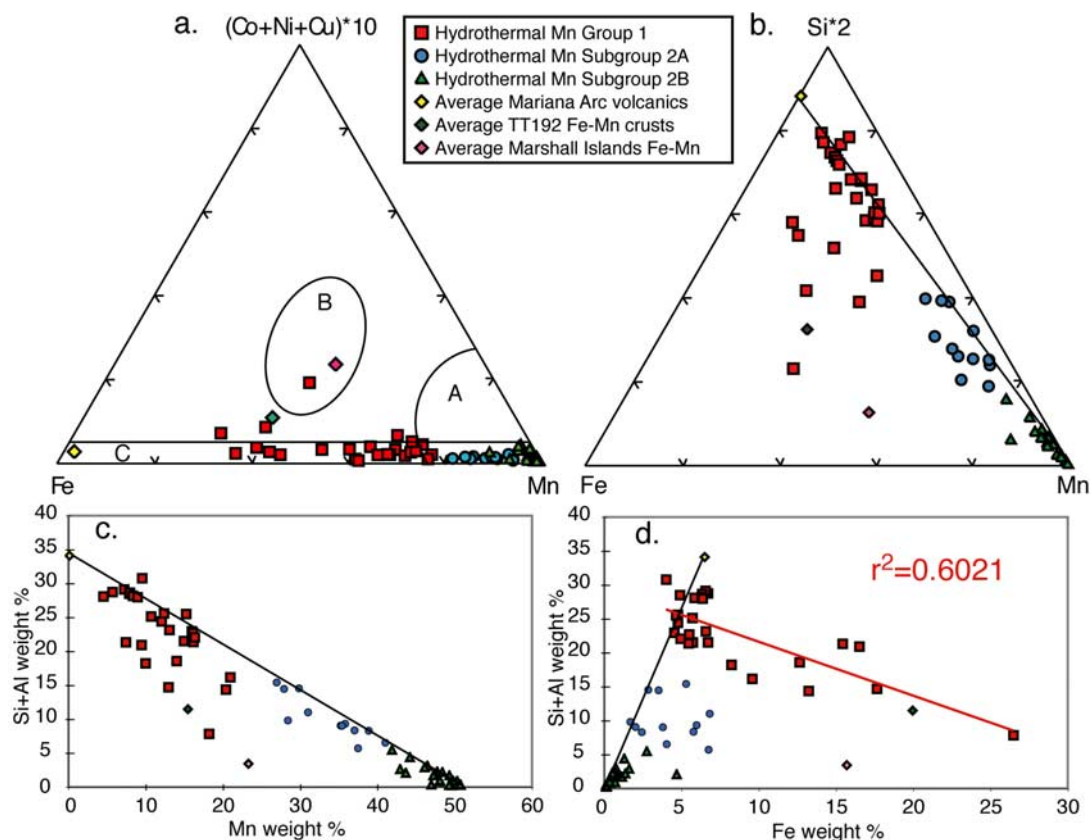 a.
(Co+Ni+Cu)*10
Hydrothermal Mn Group 1
Hydrothermal Mn Subgroup 2A
Hydrothermal Mn Subgroup 2B
Average Mariana Arc volcanics
Average TT192 Fe-Mn crusts
Average Marshall Islands Fe-Mn
b.
Si*2
B
A
C
Fe
Mn
Fe
Mn
c.
Si+Al weight %
40
35
30
25
20
15
10
5
0
0
10
20
30
40
50
60
Mn weight %
d.
r²=0.6021
Si+Al weight %
40
35
30
25
20
15
10
5
0
0
5
10
15
20
25
30
Fe weight %